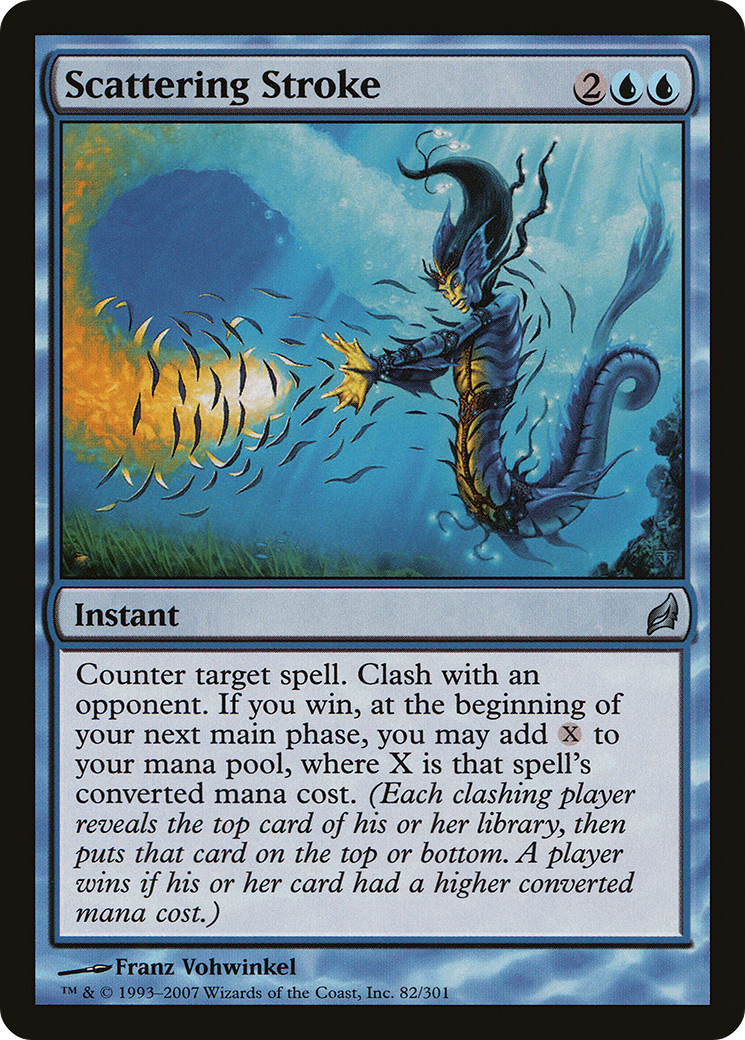 Scattering Stroke 2
Instant
Counter target spell. Clash with an
opponent. If you win, at the beginning of
your next main phase, you may add X to
your mana pool, where X is that spell's
converted mana cost. (Each clashing player
reveals the top card of his or her library, then
puts that card on the top or bottom. A player
wins if his or her card had a higher converted
mana cost.)
Franz Vohwinkel
™ & © 1993–2007 Wizards of the Coast, Inc. 82/301